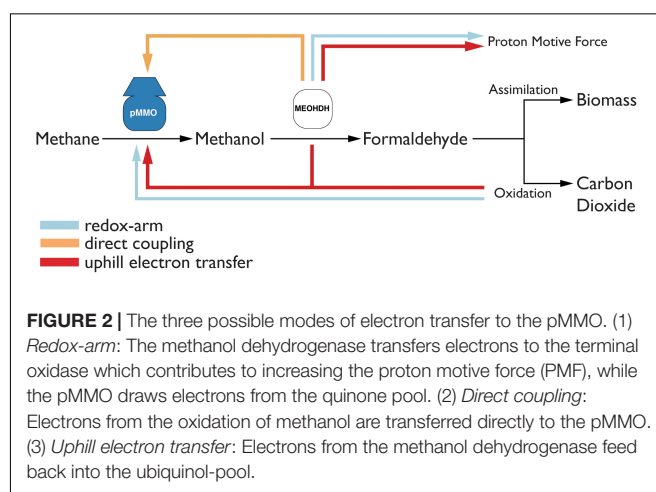 Proton Motive Force
pMMO
MEOHDH
Assimilation
Biomass
Methane
Methanol
Formaldehyde
Oxidation
Carbon
Dioxide
redox-arm
direct coupling
uphill electron transfer
FIGURE 2 | The three possible modes of electron transfer to the pMMO. (1)
Redox-arm: The methanol dehydrogenase transfers electrons to the terminal
oxidase which contributes to increasing the proton motive force (PMF), while
the pMMO draws electrons from the quinone pool. (2) Direct coupling:
Electrons from the oxidation of methanol are transferred directly to the pMMO.
(3) Uphill electron transfer: Electrons from the methanol dehydrogenase feed
back into the ubiquinol-pool.